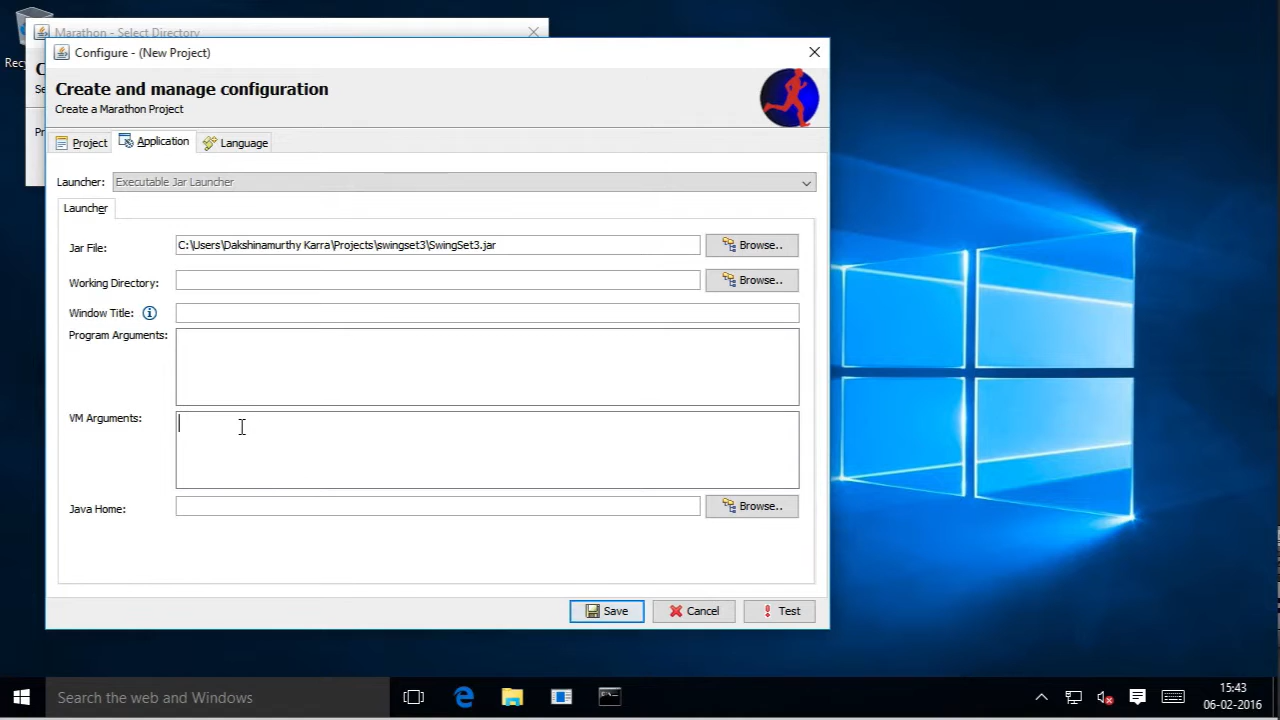 Marathon - Select Directory
Configure - (New Project)
Create and manage configuration
Create a Marathon Project
Project
Application
Language
Launcher:
Executable Jar Launcher
Launcher
Jar File:
C:\Users\Dakshinamurthy Karra\Projects\swingset3\SwingSet3.jar
Browse..
Working Directory:
Browse..
Window Title:
Program Arguments:
VM Arguments:
Java Home:
Browse..
Save
Cancel
Test
Search the web and Windows
15:43
06-02-2016